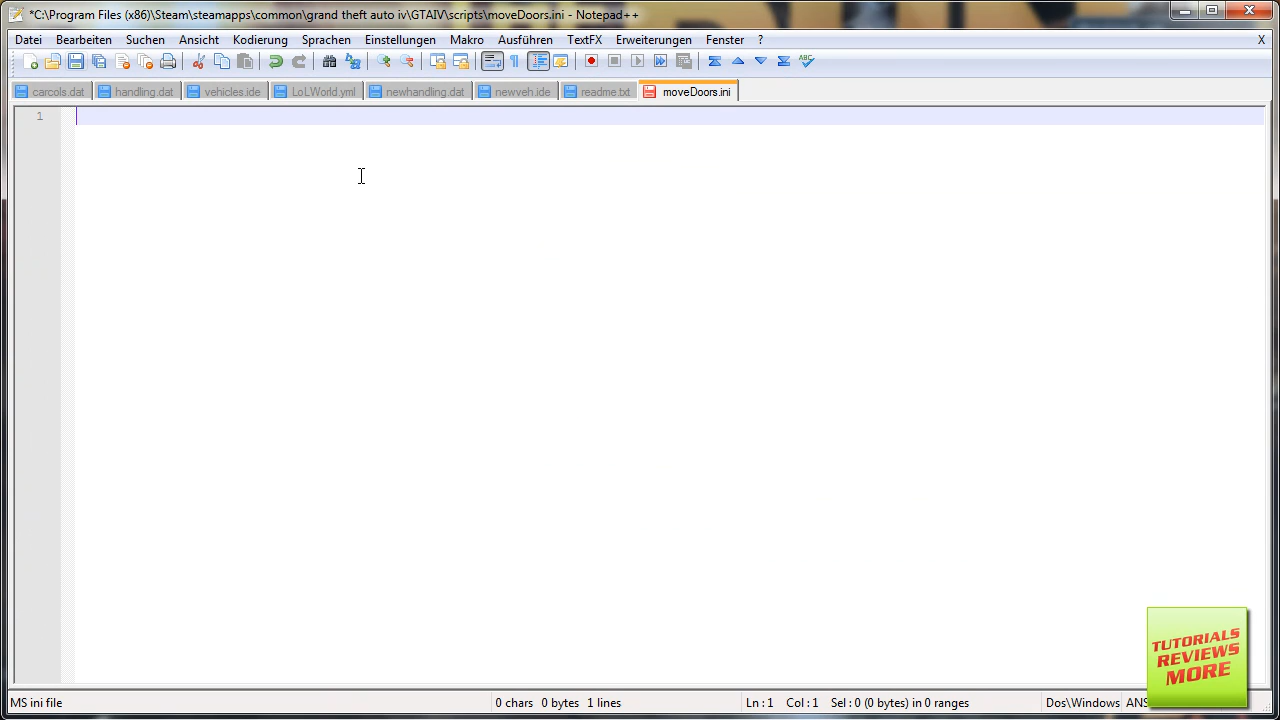 *C:\Program Files (x86)\Steam\steamapps\common\grand theft auto iv\GTAIV\scripts\moveDoors.ini - Notepad++
Datei Bearbeiten Suchen Ansicht Kodierung Sprachen Einstellungen Makro Ausführen TextFX Erweiterungen Fenster ? X
carcols.dat handling.dat vehicles.ide LoLWorld.yml newhandling.dat newveh.ide readme.txt moveDoors.ini
1
MS ini file 0 chars 0 bytes 1 lines Ln : 1 Col : 1 Sel : 0 (0 bytes) in 0 ranges Dos\Windows ANS
TUTORIALS
REVIEWS
MORE